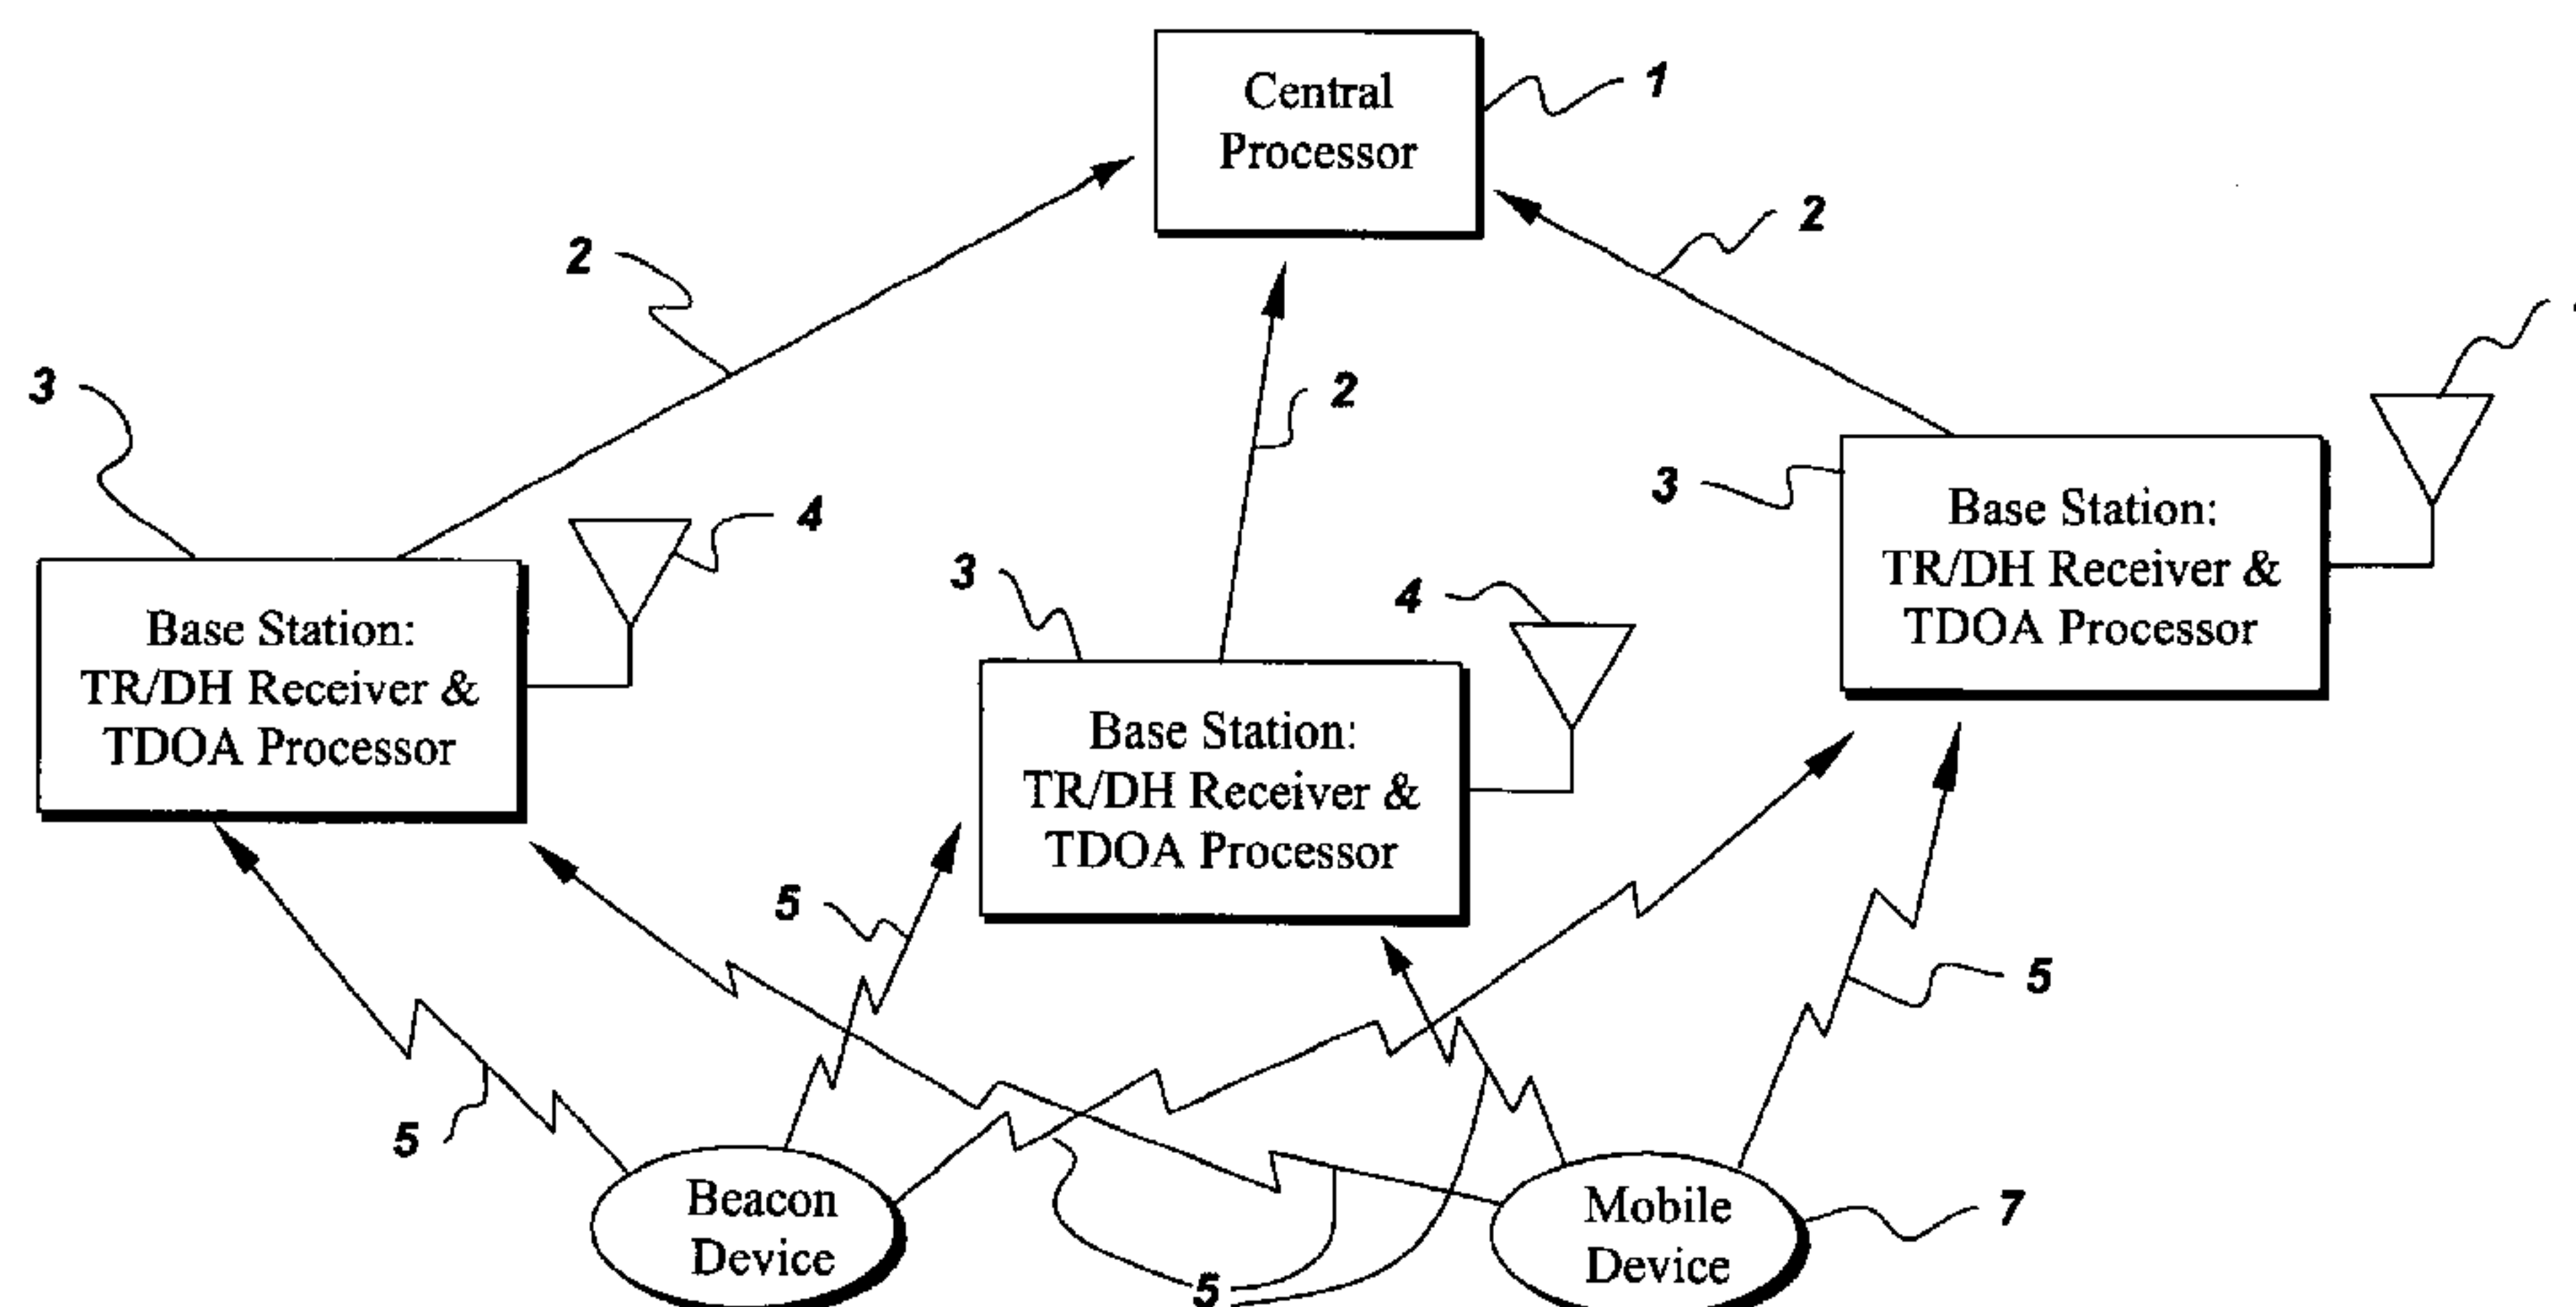 Central
Processor
1
2
2
2
3
4
Base Station:
TR/DH Receiver &
TDOA Processor
3
4
Base Station:
TR/DH Receiver &
TDOA Processor
3
Base Station:
TR/DH Receiver &
TDOA Processor
5
5
5
5
Beacon
Device
Mobile
Device
7